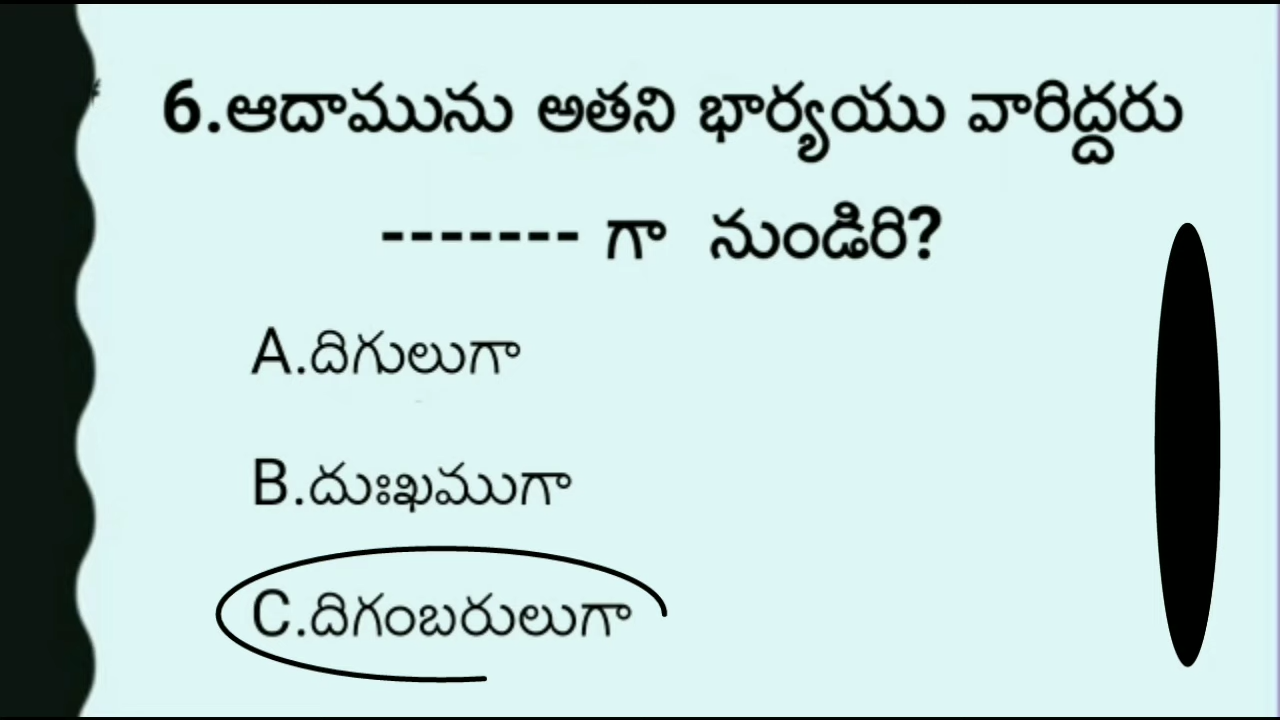 6.ఆదామును అతని భార్యయు వారిద్దరు
------- గా నుండిరి?
A.దిగులుగా
B.దుఃఖముగా
C.దిగంబరులుగా